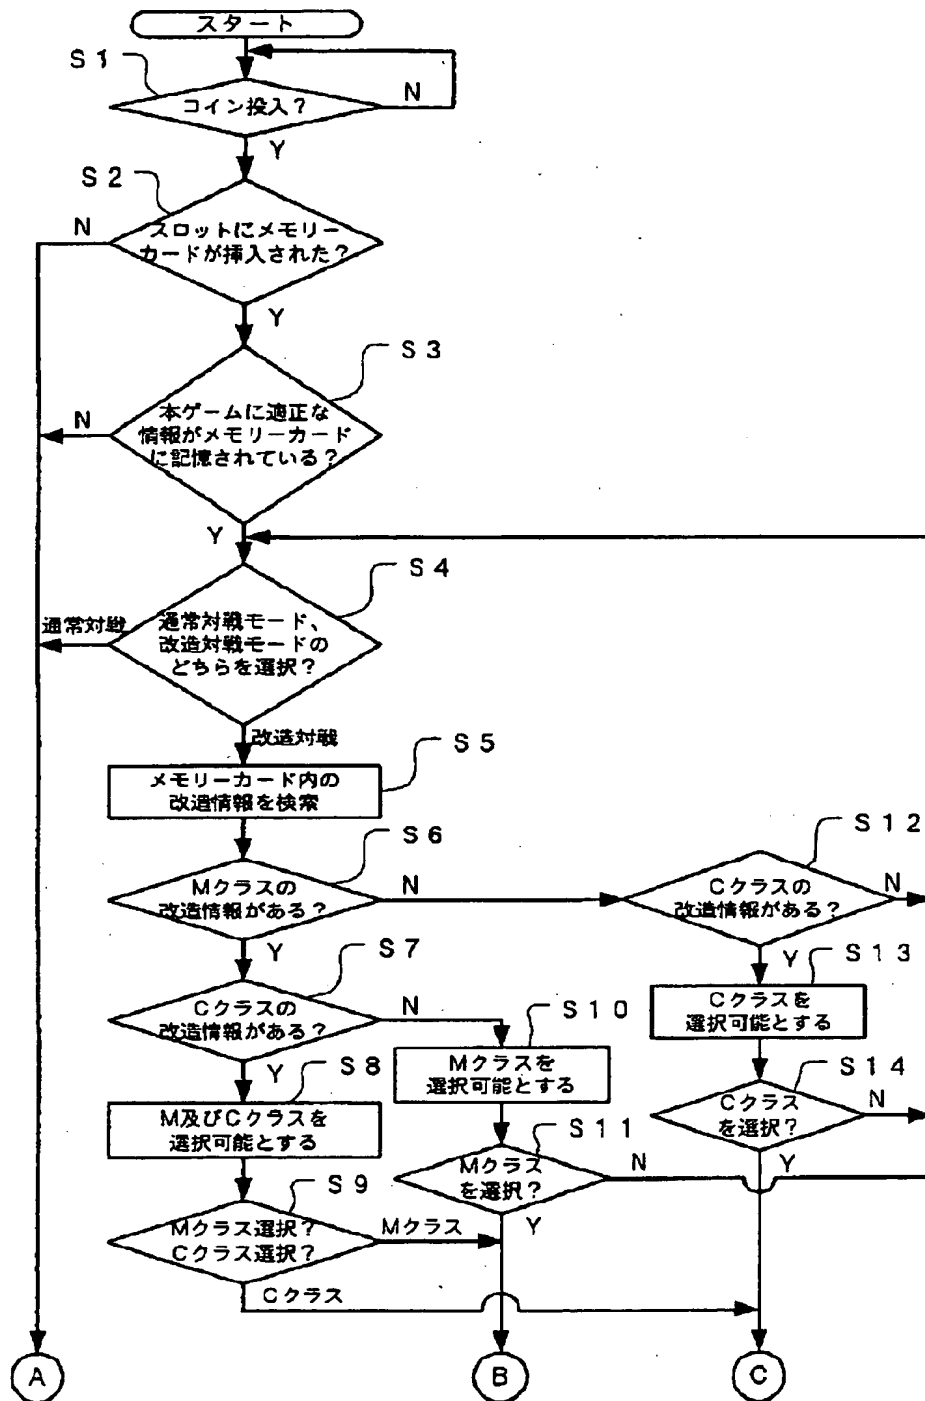 スタート
S1
コイン投入?
N
Y
S2
N
スロットにメモリー
カードが挿入された?
Y
S3
N
本ゲームに適正な
情報がメモリーカード
に記憶されている?
Y
S4
通常対戦
通常対戦モード、
改造対戦モードの
どちらを選択?
改造対戦
S5
メモリーカード内の
改造情報を検索
S6
Mクラスの
改造情報がある?
N
Y
S12
Cクラスの
改造情報がある?
N
Y
S7
Cクラスの
改造情報がある?
N
Y
S13
Cクラスを
選択可能とする
S10
Mクラスを
選択可能とする
S8
M及びCクラスを
選択可能とする
S14
Cクラス
を選択?
N
Y
S11
Mクラス
を選択?
N
Y
S9
Mクラス選択?
Cクラス選択?
Mクラス
Cクラス
A
B
C